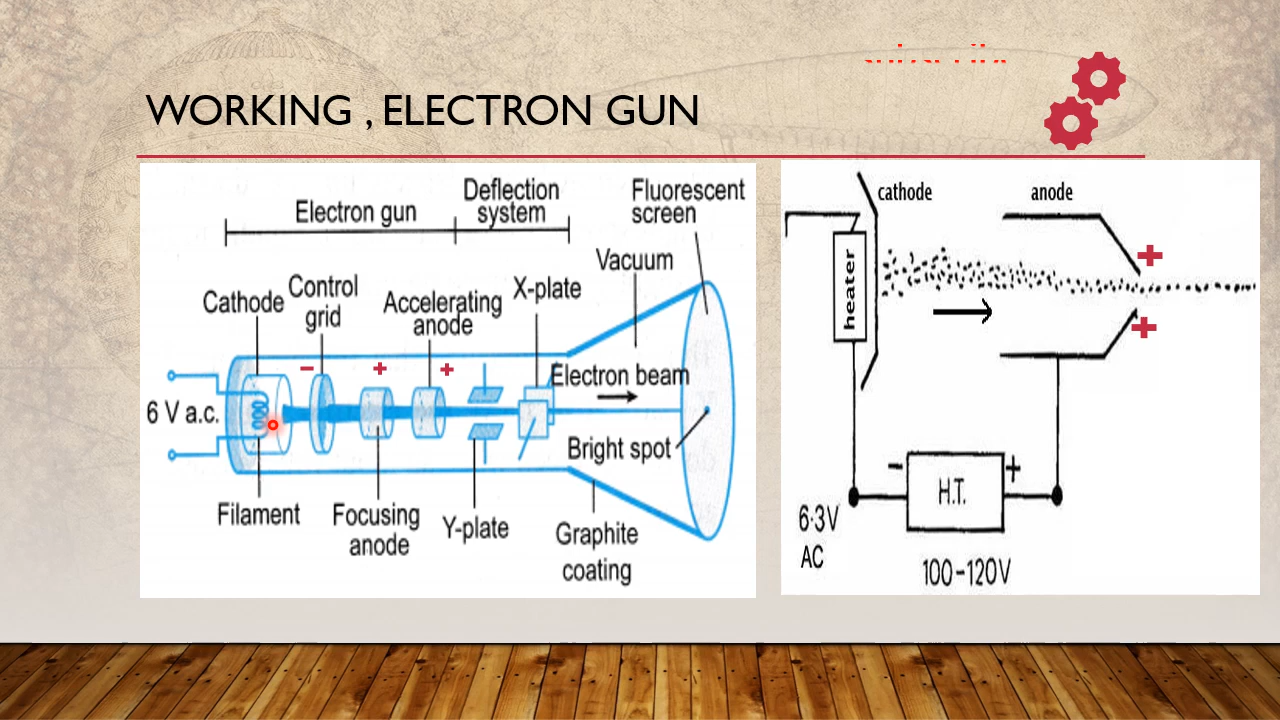 WORKING , ELECTRON GUN
Electron gun
Deflection
system
Fluorescent
screen
Vacuum
Cathode
Control
grid
Accelerating
anode
X-plate
−
+
+
Electron beam
6 V a.c.
Bright spot
Filament
Focusing
anode
Y-plate
Graphite
coating
cathode
anode
heater
+
+
−
+
H.T.
6.3V
AC
100-120V